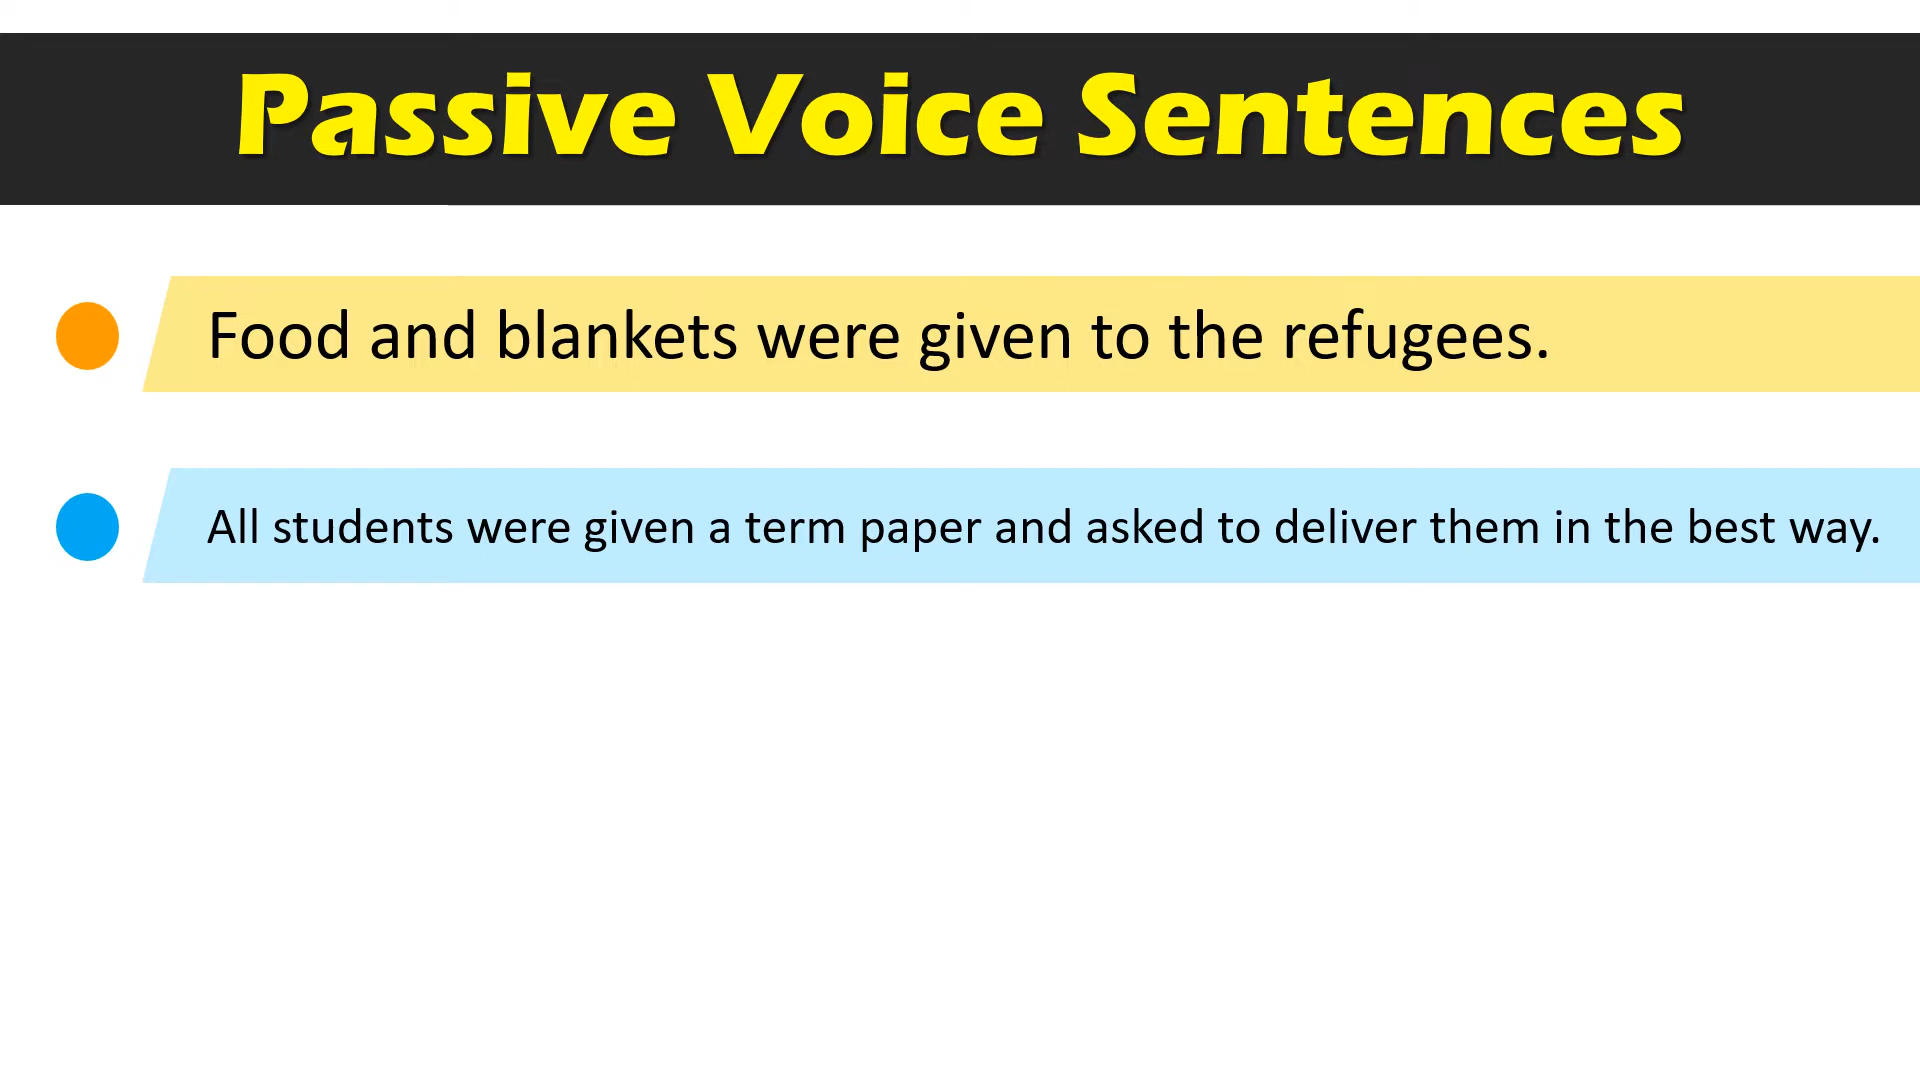 Passive Voice Sentences
Food and blankets were given to the refugees.
All students were given a term paper and asked to deliver them in the best way.